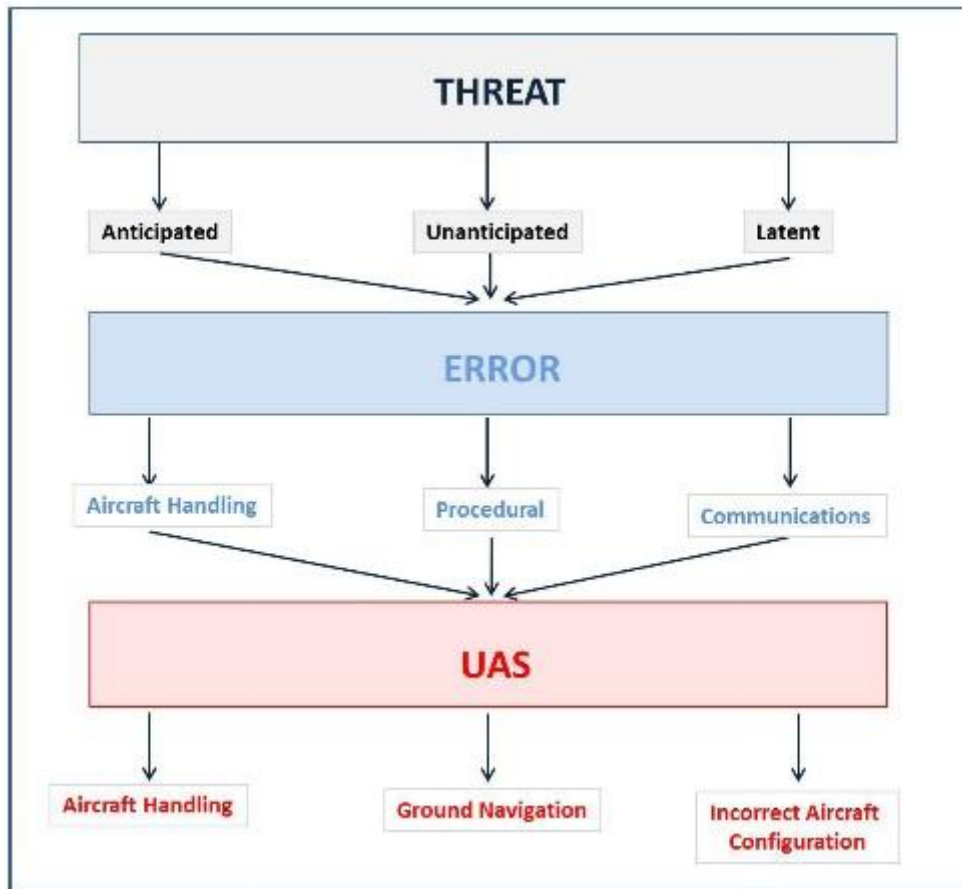 THREAT
Anticipated
Unanticipated
Latent
ERROR
Aircraft Handling
Procedural
Communications
UAS
Aircraft Handling
Ground Navigation
Incorrect Aircraft
Configuration